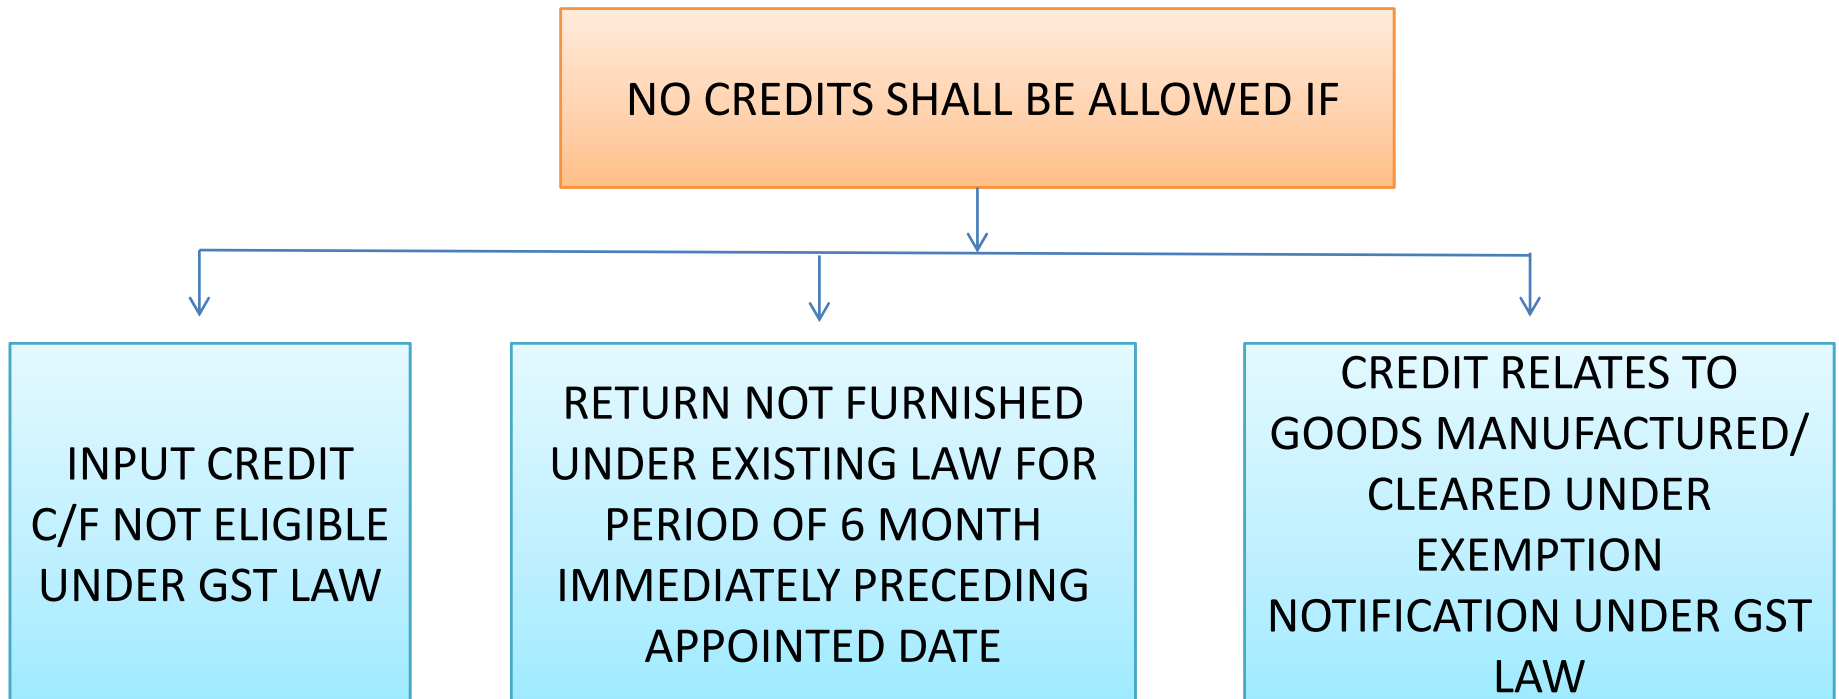 NO CREDITS SHALL BE ALLOWED IF
INPUT CREDIT
C/F NOT ELIGIBLE
UNDER GST LAW
RETURN NOT FURNISHED
UNDER EXISTING LAW FOR
PERIOD OF 6 MONTH
IMMEDIATELY PRECEDING
APPOINTED DATE
CREDIT RELATES TO
GOODS MANUFACTURED/
CLEARED UNDER
EXEMPTION
NOTIFICATION UNDER GST
LAW